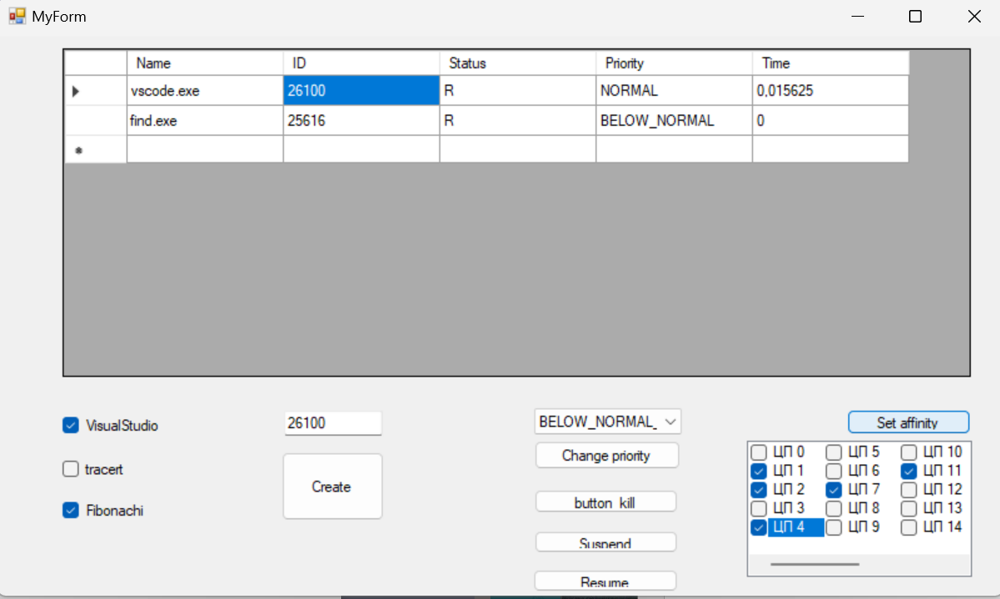 MyForm
Name ID Status Priority Time
vscode.exe 26100 R NORMAL 0,015625
find.exe 25616 R BELOW_NORMAL 0
VisualStudio 26100 BELOW_NORMAL_ Set affinity
tracert Create Change priority
Fibonachi button kill
Suspend
Resume
ЦП 0 ЦП 5 ЦП 10
ЦП 1 ЦП 6 ЦП 11
ЦП 2 ЦП 7 ЦП 12
ЦП 3 ЦП 8 ЦП 13
ЦП 4 ЦП 9 ЦП 14